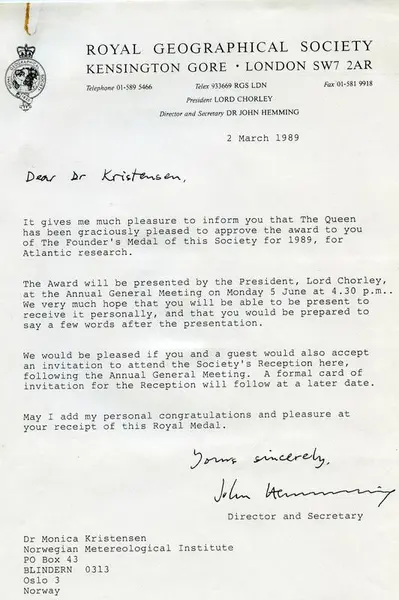 ROYAL GEOGRAPHICAL SOCIETY
KENSINGTON GORE · LONDON SW7 2AR
Telephone 01-589 5466 Telex 933669 RGS LDN Fax 01-581 9918
President LORD CHORLEY
Director and Secretary DR JOHN HEMMING
2 March 1989
Dear Dr Kristensen,
It gives me much pleasure to inform you that The Queen
has been graciously pleased to approve the award to you
of The Founder's Medal of this Society for 1989, for
Atlantic research.
The Award will be presented by the President, Lord Chorley,
at the Annual General Meeting on Monday 5 June at 4.30 p.m..
We very much hope that you will be able to be present to
receive it personally, and that you would be prepared to
say a few words after the presentation.
We would be pleased if you and a guest would also accept
an invitation to attend the Society's Reception here,
following the Annual General Meeting. A formal card of
invitation for the Reception will follow at a later date.
May I add my personal congratulations and pleasure at
your receipt of this Royal Medal.
Yours sincerely,
John Hemming
Director and Secretary
Dr Monica Kristensen
Norwegian Metereological Institute
PO Box 43
BLINDERN 0313
Oslo 3
Norway